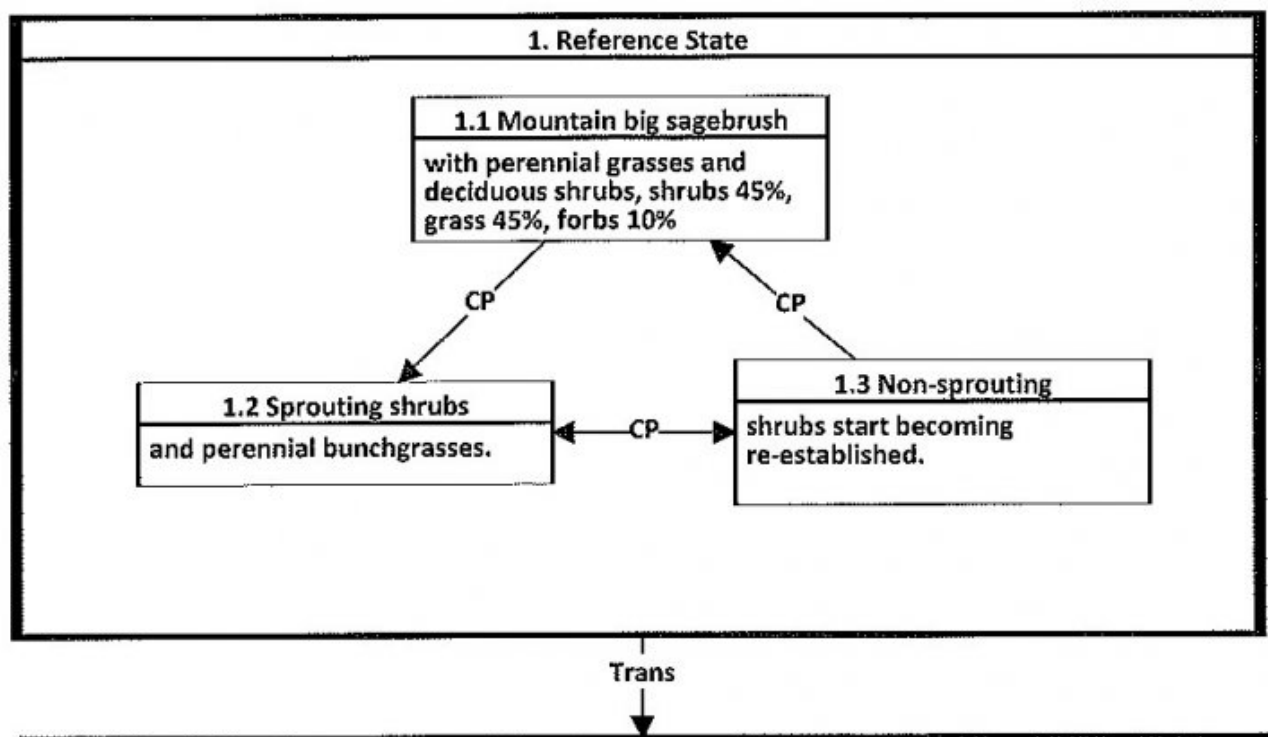 1. Reference State
1.1 Mountain big sagebrush
with perennial grasses and
deciduous shrubs, shrubs 45%,
grass 45%, forbs 10%
CP
CP
1.2 Sprouting shrubs
and perennial bunchgrasses.
CP
1.3 Non-sprouting
shrubs start becoming
re-established.
Trans